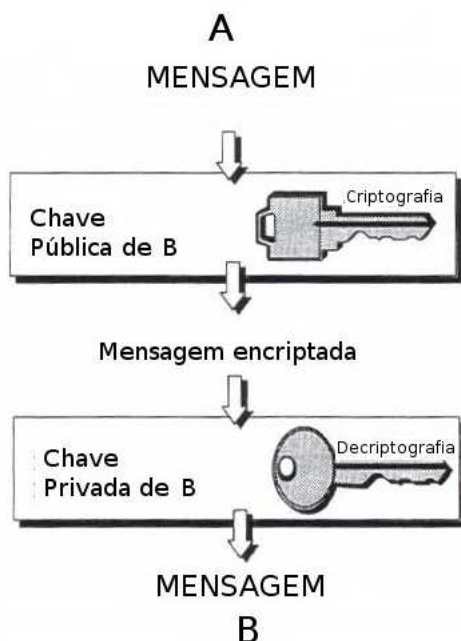 A
MENSAGEM
Criptografia
Chave
Pública de B
Mensagem encriptada
Decriptografia
Chave
Privada de B
MENSAGEM
B